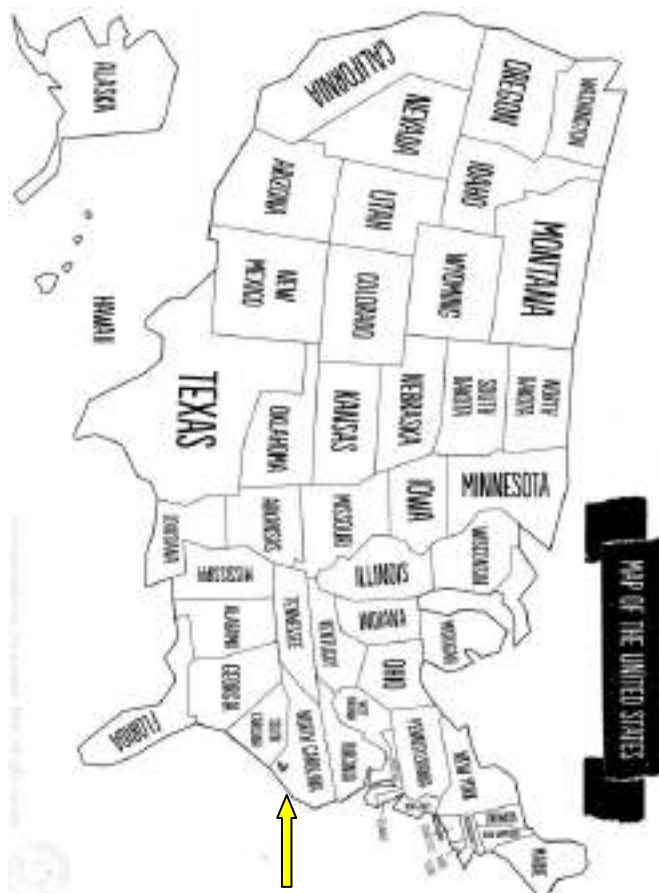 MAP OF THE UNITED STATES
WASHINGTON
OREGON
CALIFORNIA
NEVADA
IDAHO
MONTANA
WYOMING
UTAH
ARIZONA
COLORADO
NEW
MEXICO
NORTH
DAKOTA
SOUTH
DAKOTA
NEBRASKA
KANSAS
OKLAHOMA
TEXAS
MINNESOTA
IOWA
MISSOURI
ARKANSAS
LOUISIANA
WISCONSIN
ILLINOIS
MICHIGAN
INDIANA
OHIO
KENTUCKY
TENNESSEE
MISSISSIPPI
ALABAMA
GEORGIA
FLORIDA
SOUTH
CAROLINA
NORTH CAROLINA
VIRGINIA
WEST
VIRGINIA
PENNSYLVANIA
NEW YORK
VERMONT
MAINE
ALASKA
HAWAII